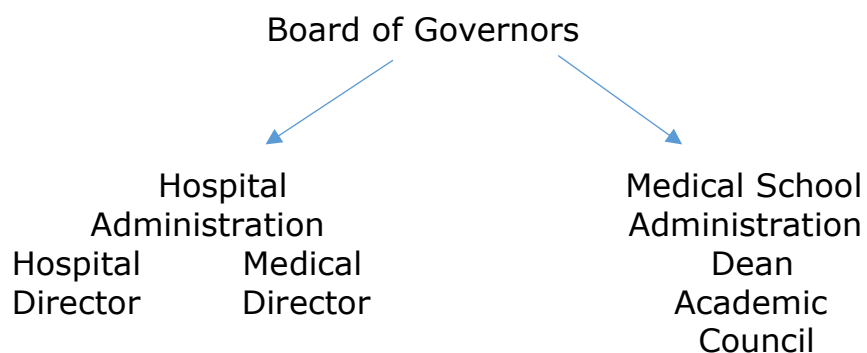 Board of Governors
Hospital
Administration
Hospital Medical
Director Director
Medical School
Administration
Dean
Academic
Council